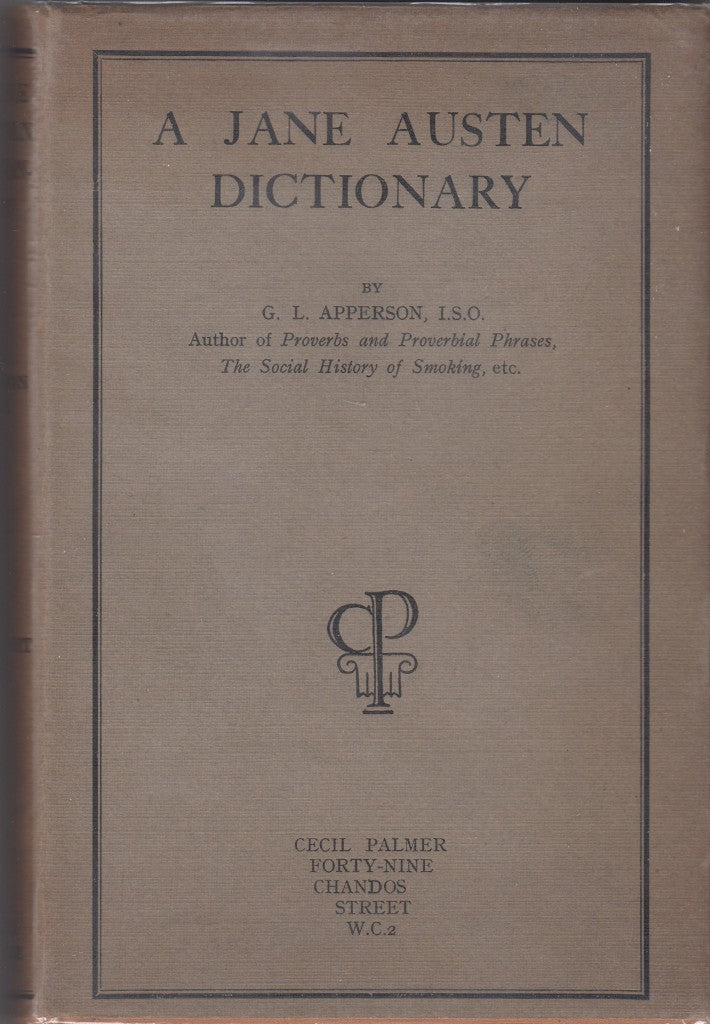 A JANE AUSTEN
DICTIONARY
BY
G. L. APPERSON, I.S.O.
Author of Proverbs and Proverbial Phrases,
The Social History of Smoking, etc.
CP
CECIL PALMER
FORTY-NINE
CHANDOS
STREET
W.C.2